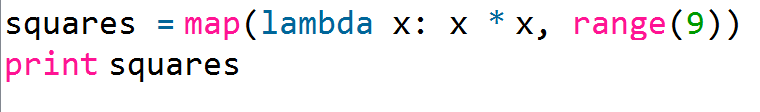 squares = map(lambda x: x * x, range(9))
print squares